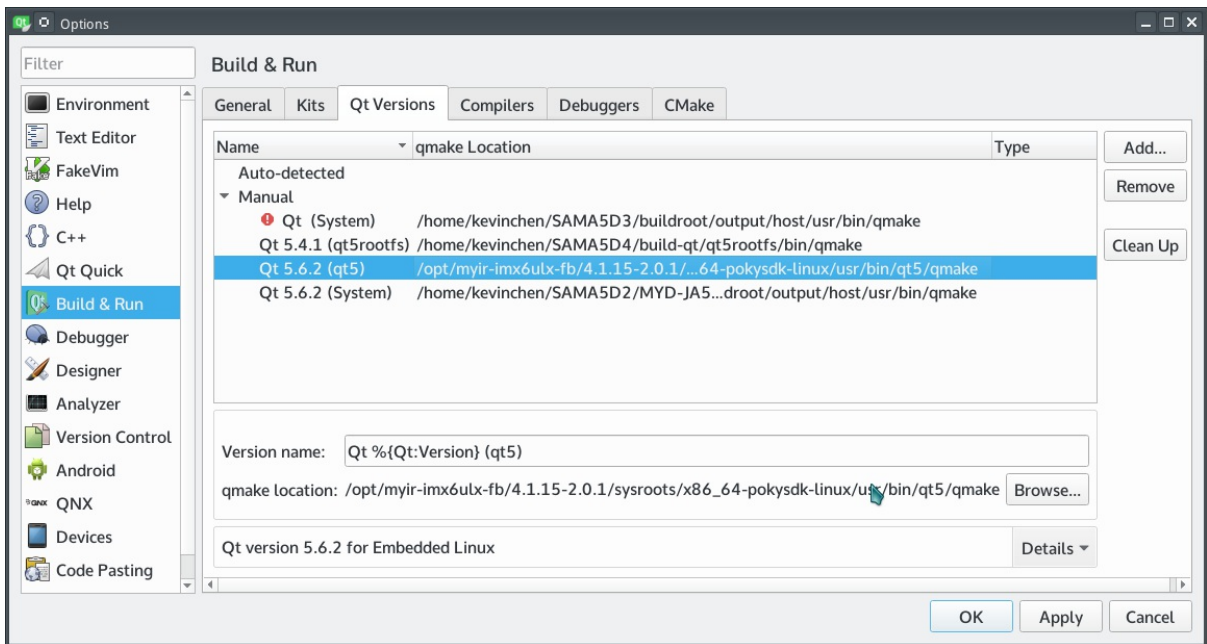 Options
Filter
Build & Run
Environment
Text Editor
FakeVim
Help
C++
Qt Quick
Build & Run
Debugger
Designer
Analyzer
Version Control
Android
QNX
Devices
Code Pasting
General Kits Qt Versions Compilers Debuggers CMake
Name qmake Location Type
Auto-detected
Manual
Qt (System) /home/kevinchen/SAMA5D3/buildroot/output/host/usr/bin/qmake
Qt 5.4.1 (qt5rootfs) /home/kevinchen/SAMA5D4/build-qt/qt5rootfs/bin/qmake
Qt 5.6.2 (qt5) /opt/myir-imx6ulx-fb/4.1.15-2.0.1/...64-pokysdk-linux/usr/bin/qt5/qmake
Qt 5.6.2 (System) /home/kevinchen/SAMA5D2/MYD-JA5...droot/output/host/usr/bin/qmake
Add...
Remove
Clean Up
Version name: Qt %{Qt:Version} (qt5)
qmake location: /opt/myir-imx6ulx-fb/4.1.15-2.0.1/sysroots/x86_64-pokysdk-linux/usr/bin/qt5/qmake Browse...
Qt version 5.6.2 for Embedded Linux Details
OK Apply Cancel